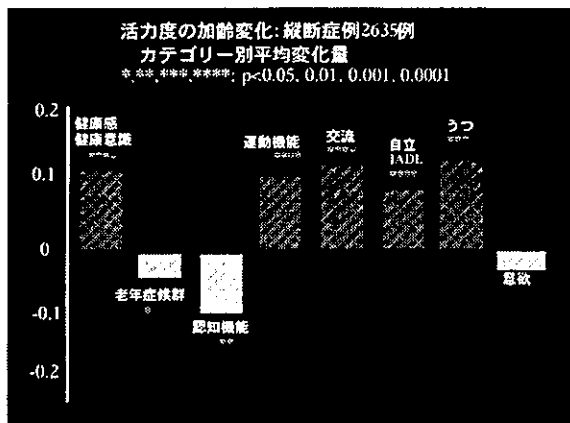 活力度の加齢変化: 縦断症例2635例
カテゴリー別平均変化量
*,**,***,****: p<0.05, 0.01, 0.001, 0.0001
0.2
0.1
0
-0.1
-0.2
健康感
健康意識
****
老年症候群
*
認知機能
**
運動機能
****
交流
****
自立
IADL
****
うつ
***
意欲